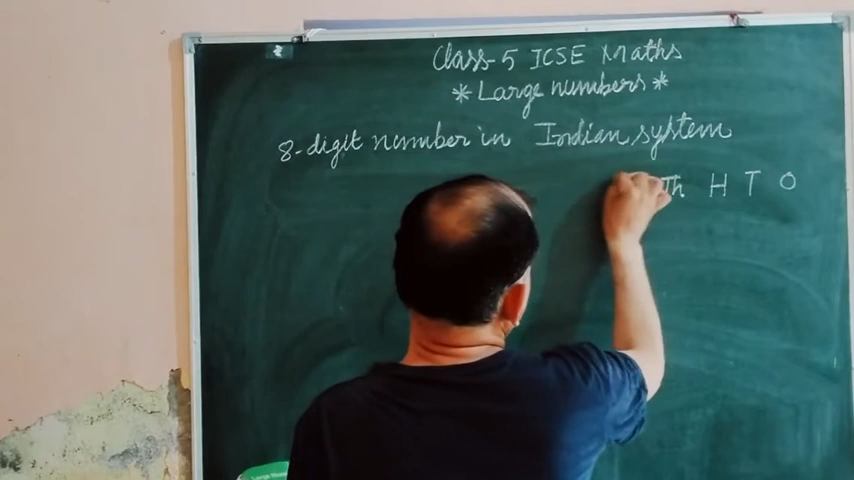 Class-5 ICSE Maths
* Large numbers *
8-digit number in Indian system
Th. H T O